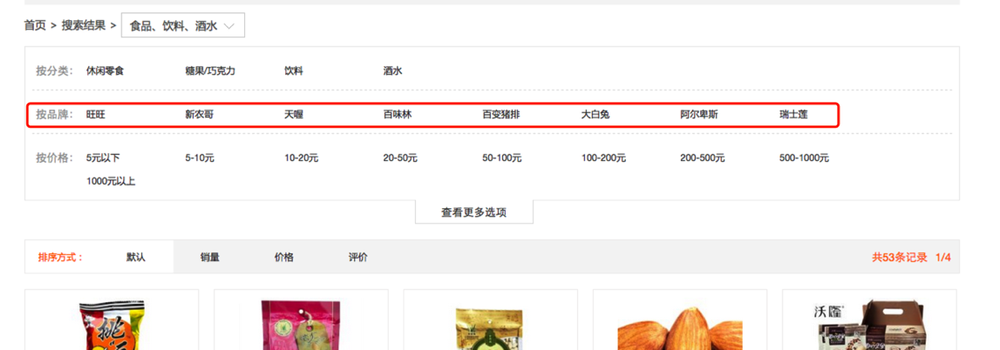 首页 > 搜索结果 > 食品、饮料、酒水
按分类: 休闲零食 糖果/巧克力 饮料 酒水
按品牌: 旺旺 新农哥 天喔 百味林 百变猪排 大白兔 阿尔卑斯 瑞士莲
按价格: 5元以下 5-10元 10-20元 20-50元 50-100元 100-200元 200-500元 500-1000元
1000元以上
查看更多选项
排序方式： 默认 销量 价格 评价 共53条记录 1/4
沃隆